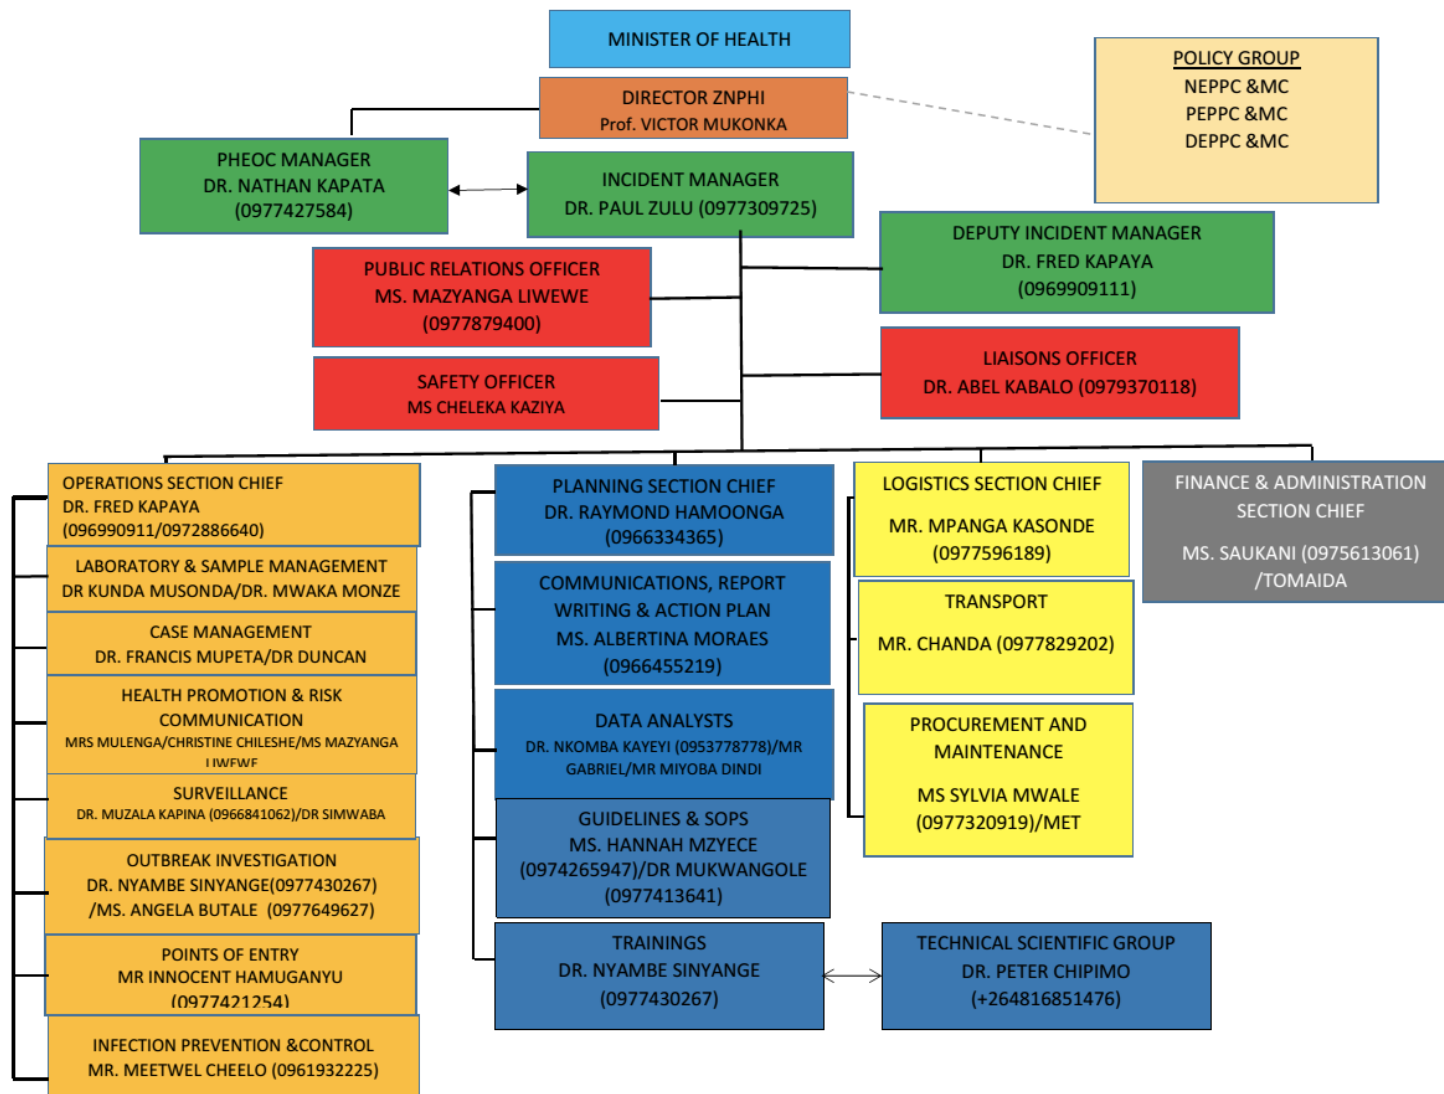 MINISTER OF HEALTH
DIRECTOR ZNPHI
Prof. VICTOR MUKONKA
POLICY GROUP
NEPPC &MC
PEPPC &MC
DEPPC &MC
PHEOC MANAGER
DR. NATHAN KAPATA
(0977427584)
INCIDENT MANAGER
DR. PAUL ZULU (0977309725)
DEPUTY INCIDENT MANAGER
DR. FRED KAPAYA
(0969909111)
PUBLIC RELATIONS OFFICER
MS. MAZYANGA LIWEWE
(0977879400)
LIAISONS OFFICER
DR. ABEL KABALO (0979370118)
SAFETY OFFICER
MS CHELEKA KAZIYA
OPERATIONS SECTION CHIEF
DR. FRED KAPAYA
(096990911/0972886640)
LABORATORY & SAMPLE MANAGEMENT
DR KUNDA MUSONDA/DR. MWAKA MONZE
CASE MANAGEMENT
DR. FRANCIS MUPETA/DR DUNCAN
HEALTH PROMOTION & RISK
COMMUNICATION
MRS MULENGA/CHRISTINE CHILESHE/MS MAZYANGA
LIWEWE
SURVEILLANCE
DR. MUZALA KAPINA (0966841062)/DR SIMWABA
OUTBREAK INVESTIGATION
DR. NYAMBE SINYANGE(0977430267)
/MS. ANGELA BUTALE (0977649627)
POINTS OF ENTRY
MR INNOCENT HAMUGANYU
(0977421254)
INFECTION PREVENTION &CONTROL
MR. MEETWEL CHEELO (0961932225)
PLANNING SECTION CHIEF
DR. RAYMOND HAMOONGA
(0966334365)
COMMUNICATIONS, REPORT
WRITING & ACTION PLAN
MS. ALBERTINA MORAES
(0966455219)
DATA ANALYSTS
DR. NKOMBA KAYEYI (0953778778)/MR
GABRIEL/MR MIYOBA DINDI
GUIDELINES & SOPS
MS. HANNAH MZYECE
(0974265947)/DR MUKWANGOLE
(0977413641)
TRAININGS
DR. NYAMBE SINYANGE
(0977430267)
TECHNICAL SCIENTIFIC GROUP
DR. PETER CHIPIMO
(+264816851476)
LOGISTICS SECTION CHIEF
MR. MPANGA KASONDE
(0977596189)
TRANSPORT
MR. CHANDA (0977829202)
PROCUREMENT AND
MAINTENANCE
MS SYLVIA MWALE
(0977320919)/MET
FINANCE & ADMINISTRATION
SECTION CHIEF
MS. SAUKANI (0975613061)
/TOMAIDA